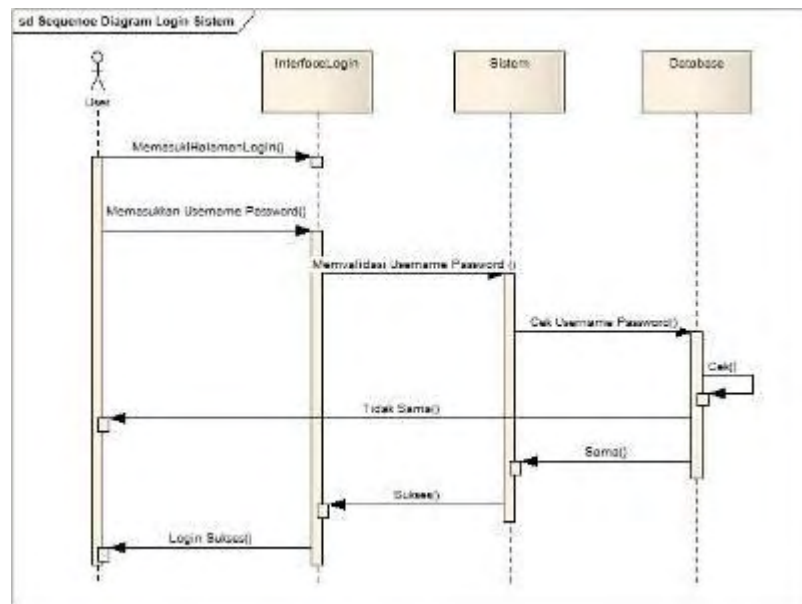 sd Sequence Diagram Login Sistem
User
InterfaceLogin
Sistem
Database
MemasukiHalamanLogin()
Memasukkan Username Password()
Memvalidasi Username Password ()
Cek Username Password()
Cek()
Tidak Sama()
Sama()
Sukses()
Login Sukses()